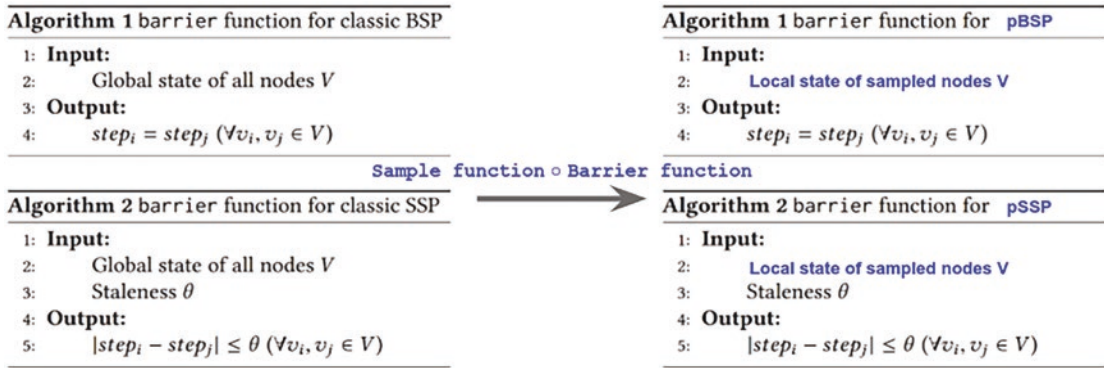 Algorithm 1 barrier function for classic BSP
1: Input:
2: Global state of all nodes V
3: Output:
4: step_i = step_j (∀v_i, v_j ∈ V)
Algorithm 2 barrier function for classic SSP
1: Input:
2: Global state of all nodes V
3: Staleness θ
4: Output:
5: |step_i − step_j| ≤ θ (∀v_i, v_j ∈ V)
Sample function ∘ Barrier function
Algorithm 1 barrier function for pBSP
1: Input:
2: Local state of sampled nodes V
3: Output:
4: step_i = step_j (∀v_i, v_j ∈ V)
Algorithm 2 barrier function for pSSP
1: Input:
2: Local state of sampled nodes V
3: Staleness θ
4: Output:
5: |step_i − step_j| ≤ θ (∀v_i, v_j ∈ V)